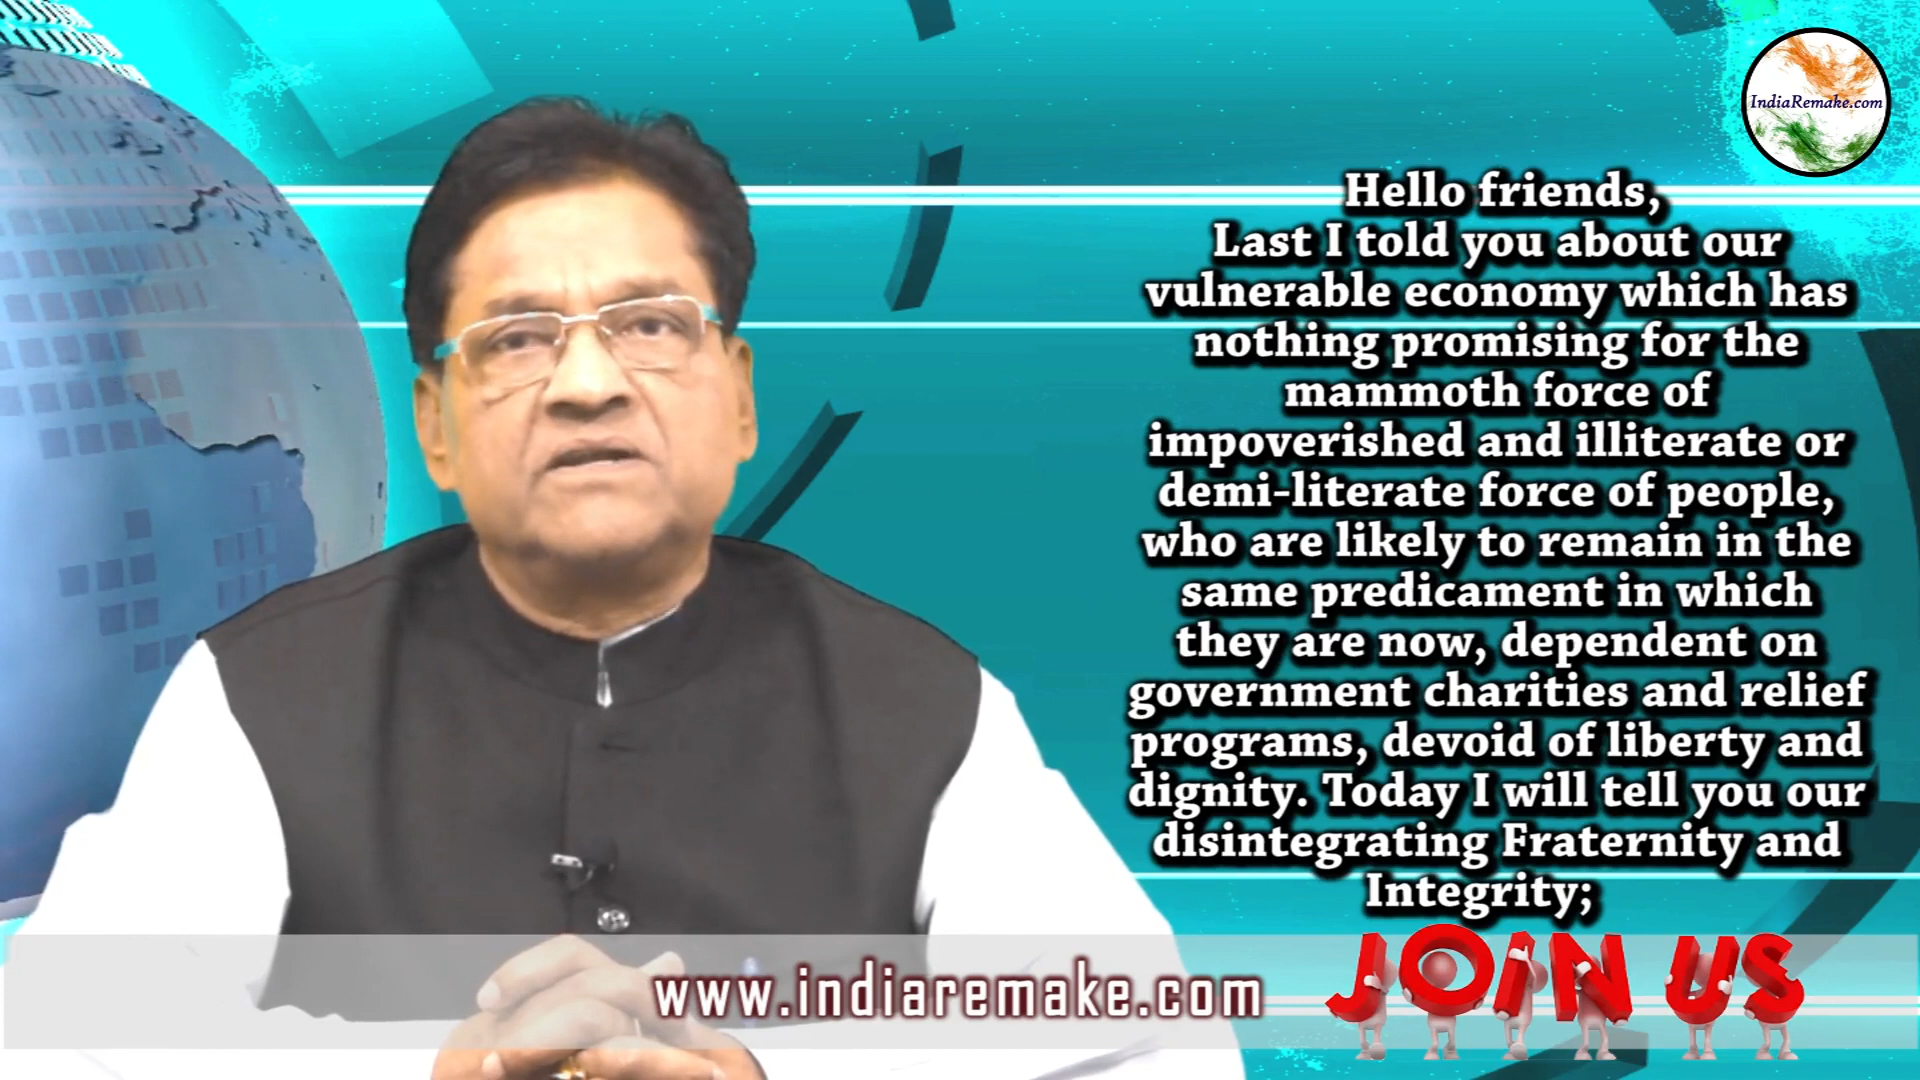 IndiaRemake.com
Hello friends,
Last I told you about our
vulnerable economy which has
nothing promising for the
mammoth force of
impoverished and illiterate or
demi-literate force of people,
who are likely to remain in the
same predicament in which
they are now, dependent on
government charities and relief
programs, devoid of liberty and
dignity. Today I will tell you our
disintegrating Fraternity and
Integrity;
www.indiaremake.com
JOIN US